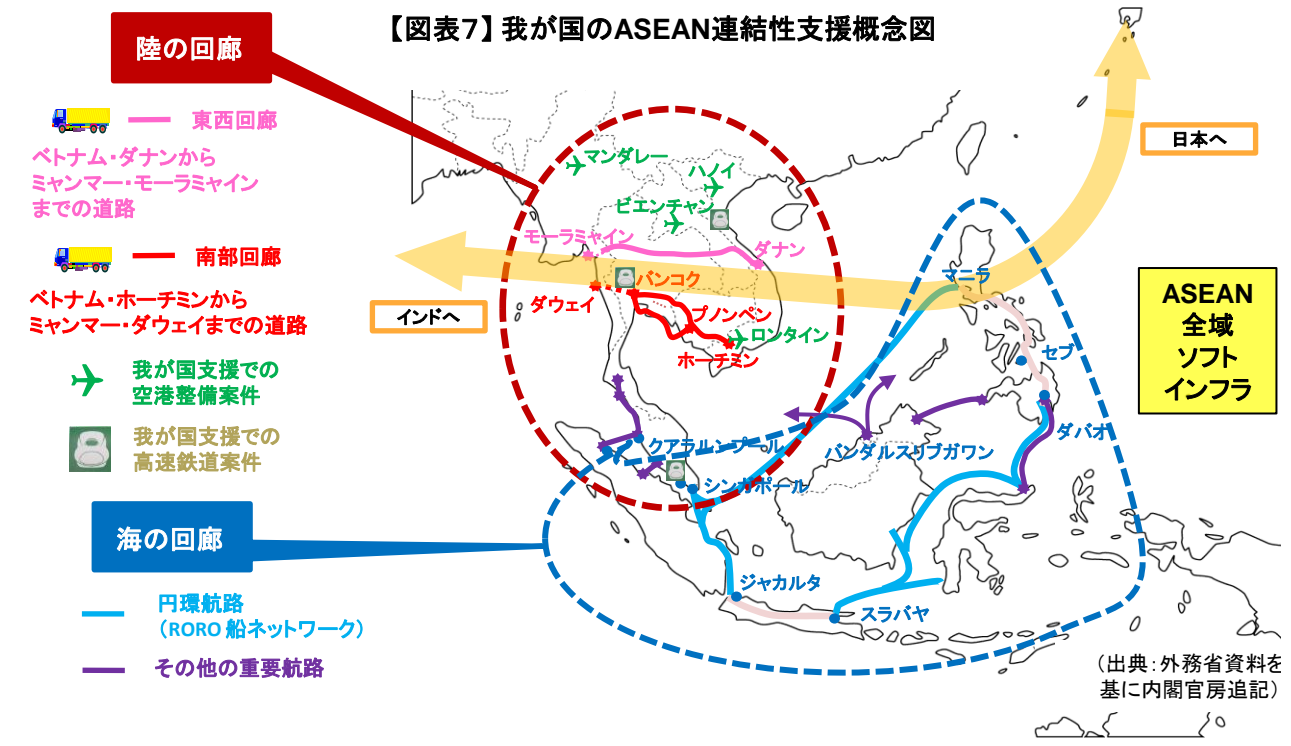 【図表７】 我が国のASEAN連結性支援概念図
陸の回廊
東西回廊
ベトナム・ダナンから
ミャンマー・モーラミャイン
までの道路
南部回廊
ベトナム・ホーチミンから
ミャンマー・ダウェイまでの道路
我が国支援での
空港整備案件
我が国支援での
高速鉄道案件
海の回廊
円環航路
（RORO 船ネットワーク）
その他の重要航路
マンダレー
ハノイ
ビエンチャン
モーラミャイン
ダナン
バンコク
ダウェイ
プノンペン
ロンタイン
ホーチミン
インドへ
日本へ
マニラ
セブ
ダバオ
クアラルンプール
バンダルスリブガワン
シンガポール
ジャカルタ
スラバヤ
ASEAN
全域
ソフト
インフラ
（出典：外務省資料を
基に内閣官房追記）